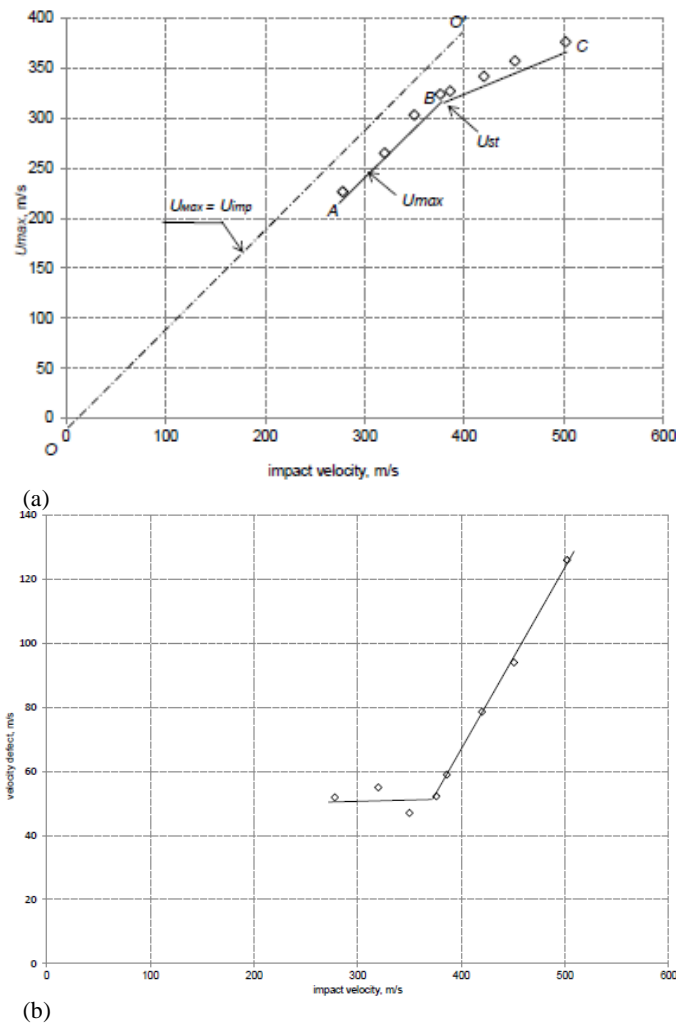 400
350
300
250
200
150
100
50
0
Umax, m/s
O'
C
B
Ust
Umax = Uimp
Umax
A
O
0 100 200 300 400 500 600
impact velocity, m/s
(a)
140
120
100
80
60
40
20
0
velocity defect, m/s
0 100 200 300 400 500 600
impact velocity, m/s
(b)